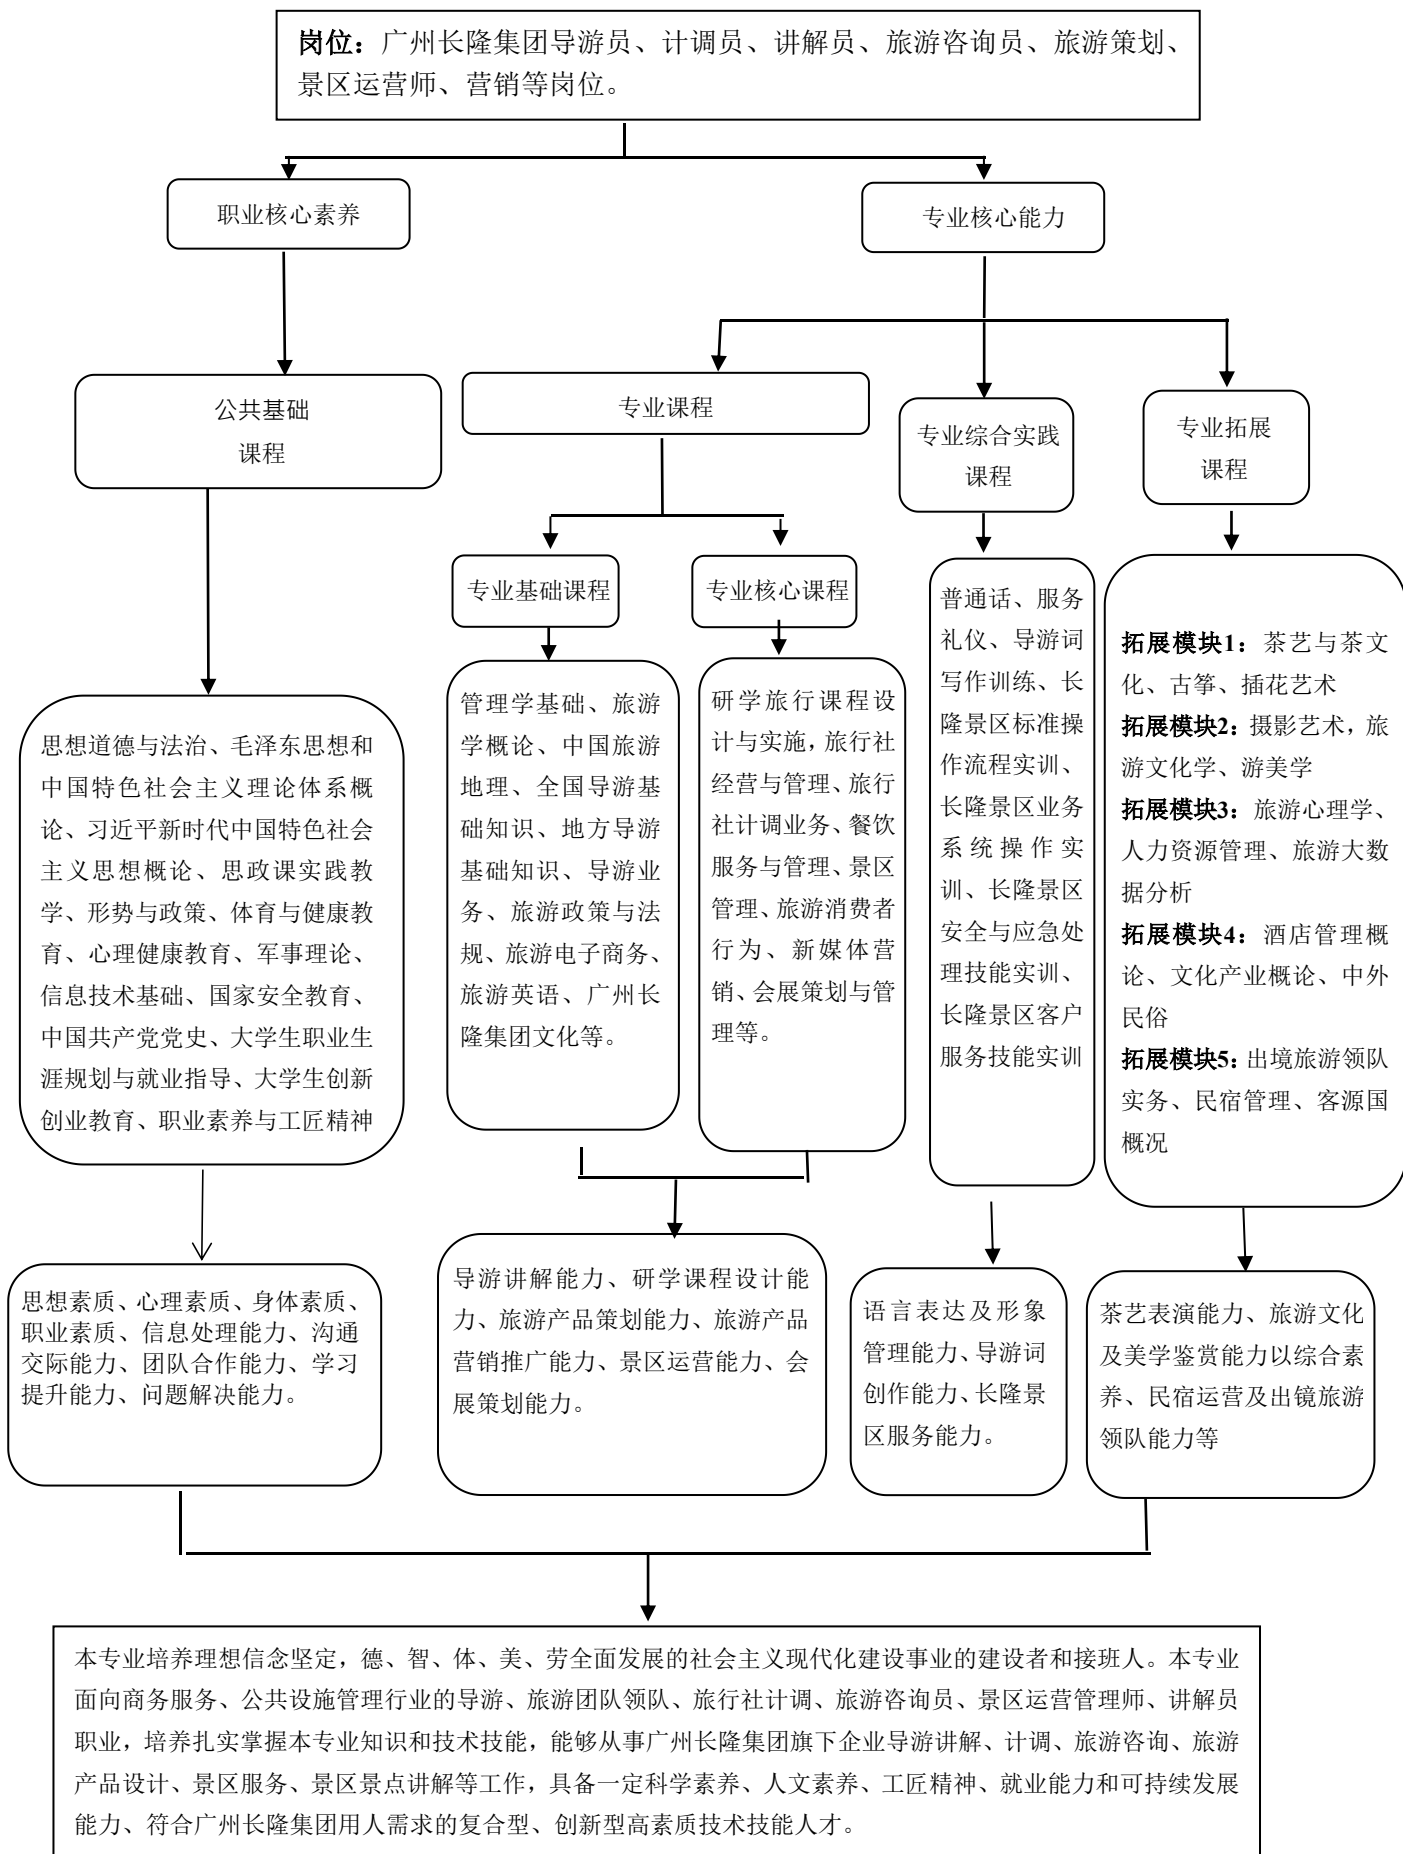 岗位：广州长隆集团导游员、计调员、讲解员、旅游咨询员、旅游策划、
景区运营师、营销等岗位。
职业核心素养
专业核心能力
公共基础
课程
专业课程
专业综合实践
课程
专业拓展
课程
专业基础课程
专业核心课程
思想道德与法治、毛泽东思想和
中国特色社会主义理论体系概
论、习近平新时代中国特色社会
主义思想概论、思政课实践教
学、形势与政策、体育与健康教
育、心理健康教育、军事理论、
信息技术基础、国家安全教育、
中国共产党党史、大学生职业生
涯规划与就业指导、大学生创新
创业教育、职业素养与工匠精神
管理学基础、旅游
学概论、中国旅游
地理、全国导游基
础知识、地方导游
基础知识、导游业
务、旅游政策与法
规、旅游电子商务、
旅游英语、广州长
隆集团文化等。
研学旅行课程设
计与实施，旅行社
经营与管理、旅行
社计调业务、餐饮
服务与管理、景区
管理、旅游消费者
行为、新媒体营
销、会展策划与管
理等。
普通话、服务
礼仪、导游词
写作训练、长
隆景区标准操
作流程实训、
长隆景区业务
系统操作实
训、长隆景区
安全与应急处
理技能实训、
长隆景区客户
服务技能实训
拓展模块1：茶艺与茶文
化、古筝、插花艺术
拓展模块2：摄影艺术，旅
游文化学、游美学
拓展模块3：旅游心理学、
人力资源管理、旅游大数
据分析
拓展模块4：酒店管理概
论、文化产业概论、中外
民俗
拓展模块5：出境旅游领队
实务、民宿管理、客源国
概况
思想素质、心理素质、身体素质、
职业素质、信息处理能力、沟通
交际能力、团队合作能力、学习
提升能力、问题解决能力。
导游讲解能力、研学课程设计能
力、旅游产品策划能力、旅游产品
营销推广能力、景区运营能力、会
展策划能力。
语言表达及形象
管理能力、导游词
创作能力、长隆景
区服务能力。
茶艺表演能力、旅游文化
及美学鉴赏能力以综合素
养、民宿运营及出镜旅游
领队能力等
本专业培养理想信念坚定，德、智、体、美、劳全面发展的社会主义现代化建设事业的建设者和接班人。本专业
面向商务服务、公共设施管理行业的导游、旅游团队领队、旅行社计调、旅游咨询员、景区运营管理师、讲解员
职业，培养扎实掌握本专业知识和技术技能，能够从事广州长隆集团旗下企业导游讲解、计调、旅游咨询、旅游
产品设计、景区服务、景区景点讲解等工作，具备一定科学素养、人文素养、工匠精神、就业能力和可持续发展
能力、符合广州长隆集团用人需求的复合型、创新型高素质技术技能人才。